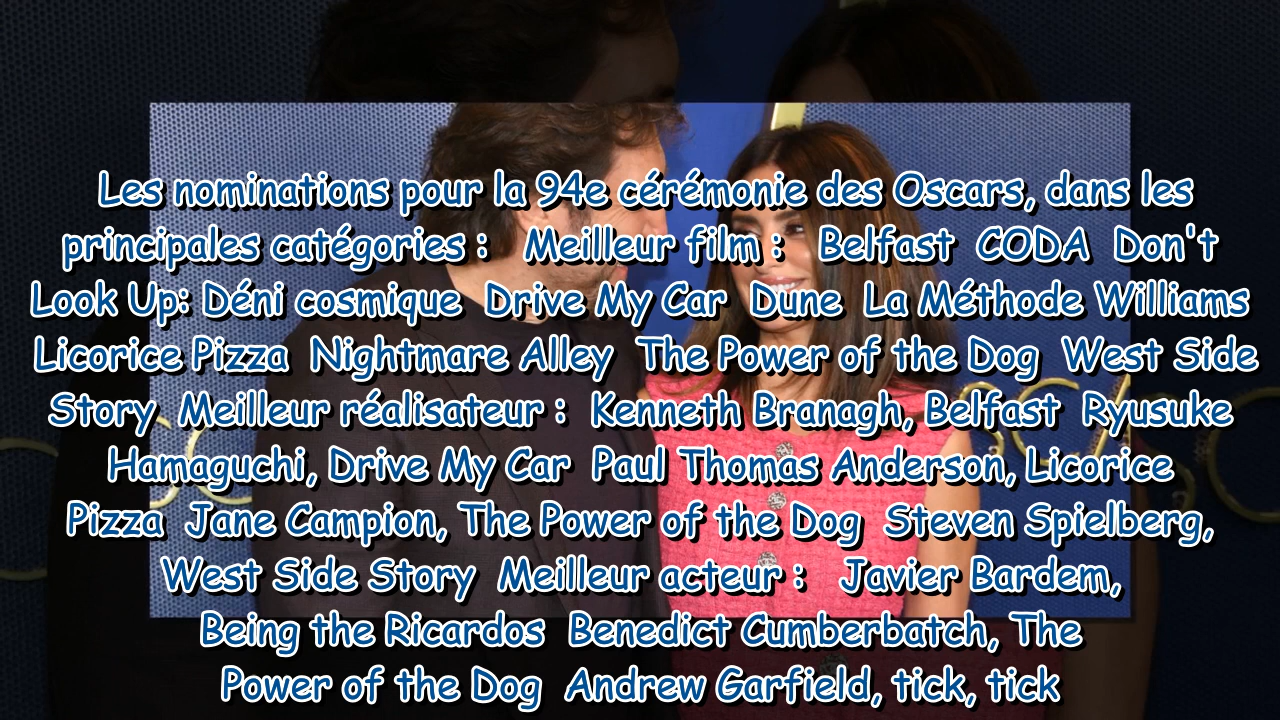 Les nominations pour la 94e cérémonie des Oscars, dans les
principales catégories : Meilleur film : Belfast CODA Don't
Look Up: Déni cosmique Drive My Car Dune La Méthode Williams
Licorice Pizza Nightmare Alley The Power of the Dog West Side
Story Meilleur réalisateur : Kenneth Branagh, Belfast Ryusuke
Hamaguchi, Drive My Car Paul Thomas Anderson, Licorice
Pizza Jane Campion, The Power of the Dog Steven Spielberg,
West Side Story Meilleur acteur : Javier Bardem,
Being the Ricardos Benedict Cumberbatch, The
Power of the Dog Andrew Garfield, tick, tick